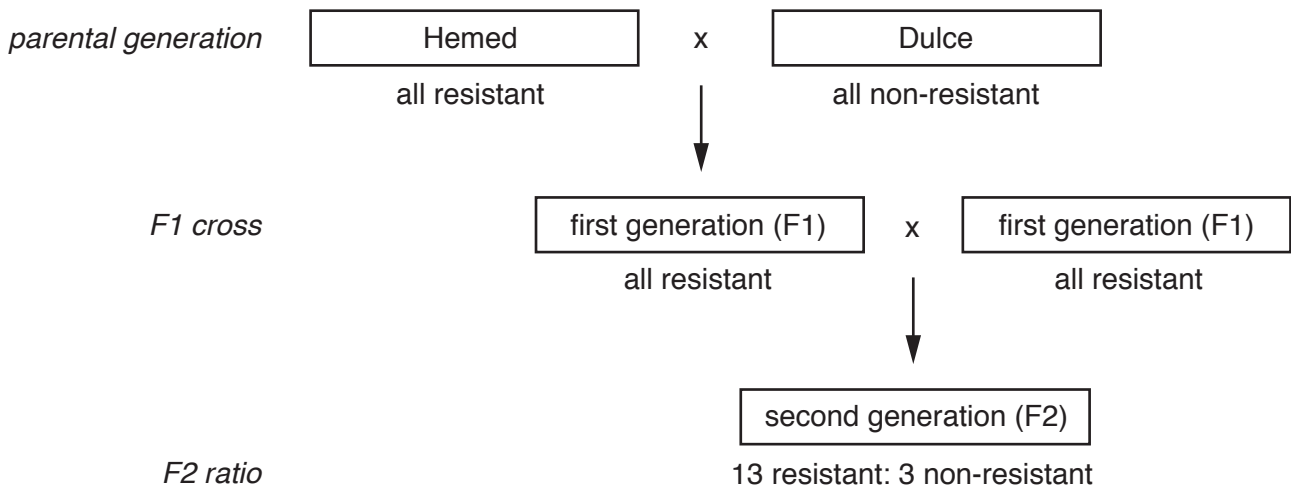 parental generation Hemed x Dulce
all resistant all non-resistant
F1 cross first generation (F1) x first generation (F1)
all resistant all resistant
second generation (F2)
F2 ratio 13 resistant: 3 non-resistant